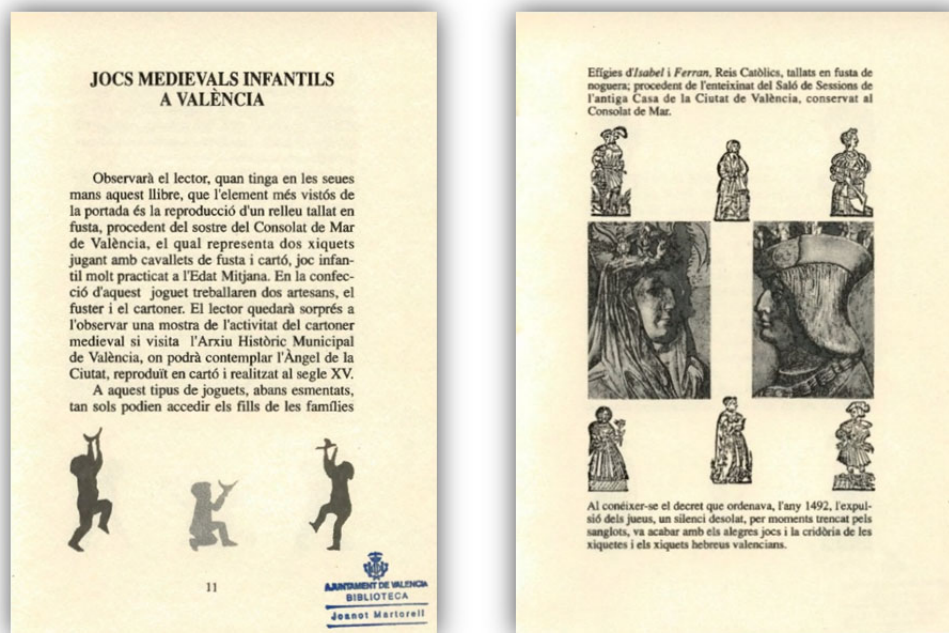 JOCS MEDIEVALS INFANTILS
A VALÈNCIA
Observarà el lector, quan tinga en les seues
mans aquest llibre, que l'element més vistós de
la portada és la reproducció d'un relleu tallat en
fusta, procedent del sostre del Consolat de Mar
de València, el qual representa dos xiquets
jugant amb cavallets de fusta i cartó, joc infan-
til molt practicat a l'Edat Mitjana. En la confec-
ció d'aquest joguet treballaren dos artesans, el
fuster i el cartoner. El lector quedarà sorprés a
l'observar una mostra de l'activitat del cartoner
medieval si visita l'Arxiu Històric Municipal
de València, on podrà contemplar l'Àngel de la
Ciutat, reproduït en cartó i realitzat al segle XV.
A aquest tipus de joguets, abans esmentats,
tan sols podien accedir els fills de les famílies
11
AJUNTAMENT DE VALENCIA
BIBLIOTECA
Joanot Martorell
Efígies d'Isabel i Ferran, Reis Catòlics, tallats en fusta de
noguera; procedent de l'enteixinat del Saló de Sessions de
l'antiga Casa de la Ciutat de València, conservat al
Consolat de Mar.
Al conéixer-se el decret que ordenava, l'any 1492, l'expul-
sió dels jueus, un silenci desolat, per moments trencat pels
sanglots, va acabar amb els alegres jocs i la cridòria de les
xiquetes i els xiquets hebreus valencians.